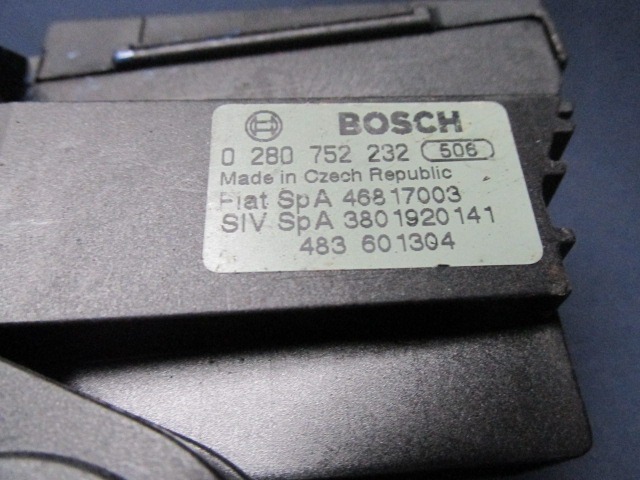 BOSCH
0 280 752 232 506
Made in Czech Republic
Fiat SpA 46817003
SIV SpA 3801920141
483 601304